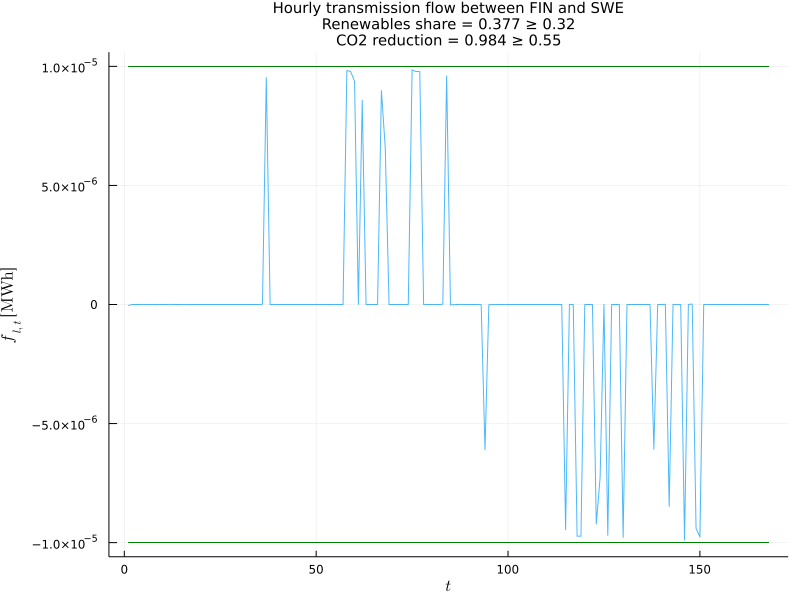 Hourly transmission flow between FIN and SWE
Renewables share = 0.377 ≥ 0.32
CO2 reduction = 0.984 ≥ 0.55
1.0×10⁻⁵
5.0×10⁻⁶
0
−5.0×10⁻⁶
−1.0×10⁻⁵
f_{l,t} [MWh]
0 50 100 150
t